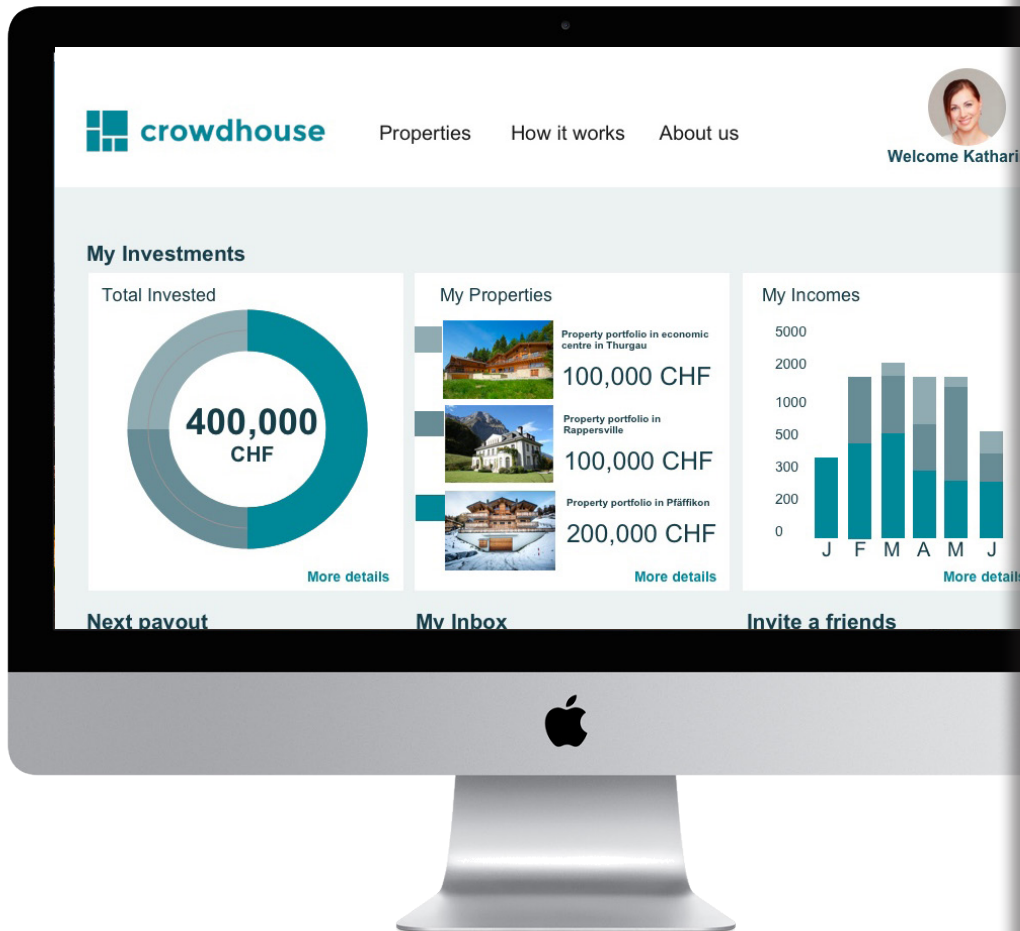 crowdhouse
Properties
How it works
About us
Welcome Kathari
My Investments
Total Invested
400,000
CHF
More details
My Properties
Property portfolio in economic
centre in Thurgau
100,000 CHF
Property portfolio in
Rappersville
100,000 CHF
Property portfolio in Pfäffikon
200,000 CHF
More details
My Incomes
5000
2000
1000
500
300
200
0
J F M A M J
More details
Next payout
My Inbox
Invite a friends